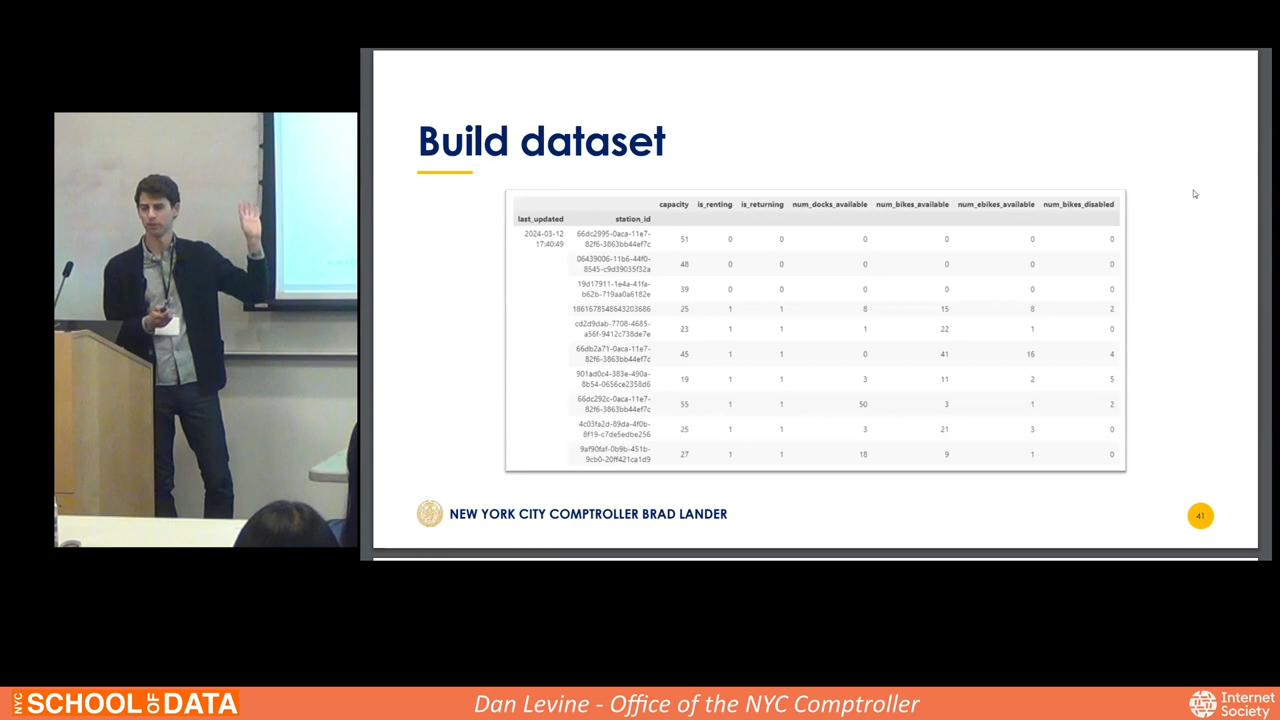 Build dataset
capacity is_renting is_returning num_docks_available num_bikes_available num_ebikes_available num_bikes_disabled
last_updated station_id
2024-03-12 17:40:49 66dc2995-0aca-11e7-82f6-3863bb44ef7c 51 0 0 0 0 0 0
06439006-11b6-44f0-8545-c9d39035f32a 48 0 0 0 0 0 0
19d17911-1e4a-41fa-b62b-719aa0a6182e 39 0 0 0 0 0 0
1861678548643203686 25 1 1 8 15 8 2
cd2d9dab-7708-4685-a56f-9412c738de7e 23 1 1 1 22 1 0
66db2a71-0aca-11e7-82f6-3863bb44ef7c 45 1 1 0 41 16 4
901ad0c4-383e-490a-8b54-0656ce2358d6 19 1 1 3 11 2 5
66dc292c-0aca-11e7-82f6-3863bb44ef7c 55 1 1 50 3 1 2
4c03fa2d-89da-4f0b-8f19-c7de5edbe256 25 1 1 3 21 3 0
9af90faf-0b9b-451b-9cb0-20ff421ca1d9 27 1 1 18 9 1 0
NEW YORK CITY COMPTROLLER BRAD LANDER
41
NYC SCHOOL OF DATA
Dan Levine - Office of the NYC Comptroller
Internet Society